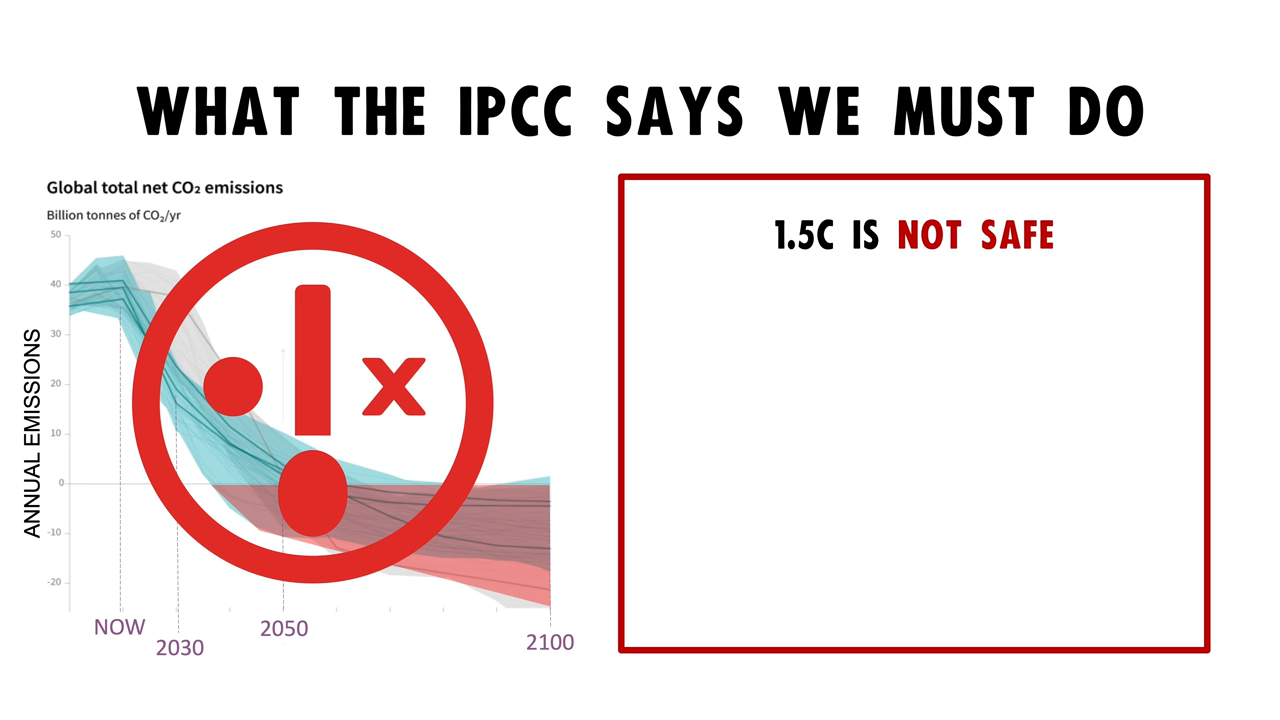 WHAT THE IPCC SAYS WE MUST DO
Global total net CO₂ emissions
Billion tonnes of CO₂/yr
50
40
30
20
10
0
-10
-20
ANNUAL EMISSIONS
NOW
2030
2050
2100
x
1.5C IS NOT SAFE